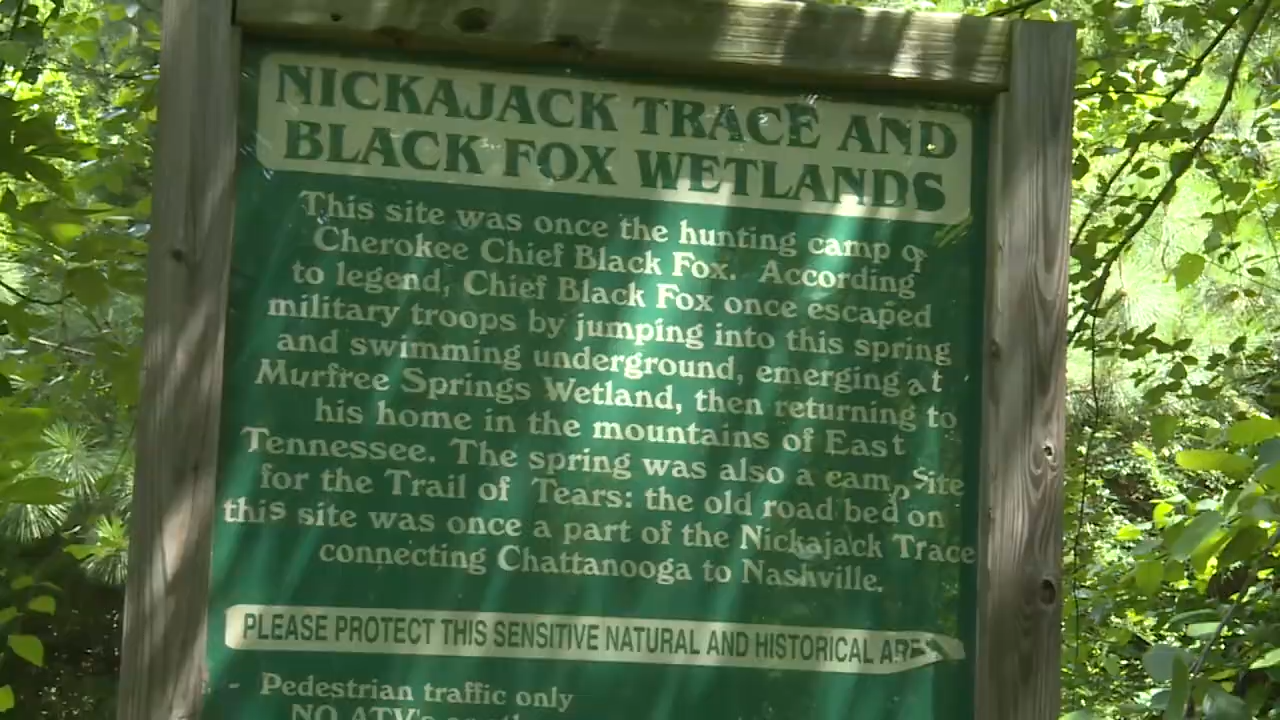 NICKAJACK TRACE AND
BLACK FOX WETLANDS
This site was once the hunting camp of
Cherokee Chief Black Fox. According
to legend, Chief Black Fox once escaped
military troops by jumping into this spring
and swimming underground, emerging at
Murfree Springs Wetland, then returning to
his home in the mountains of East
Tennessee. The spring was also a camp Site
for the Trail of Tears: the old road bed on
this site was once a part of the Nickajack Trace
connecting Chattanooga to Nashville.
PLEASE PROTECT THIS SENSITIVE NATURAL AND HISTORICAL AREA
- Pedestrian traffic only
NO ATV's